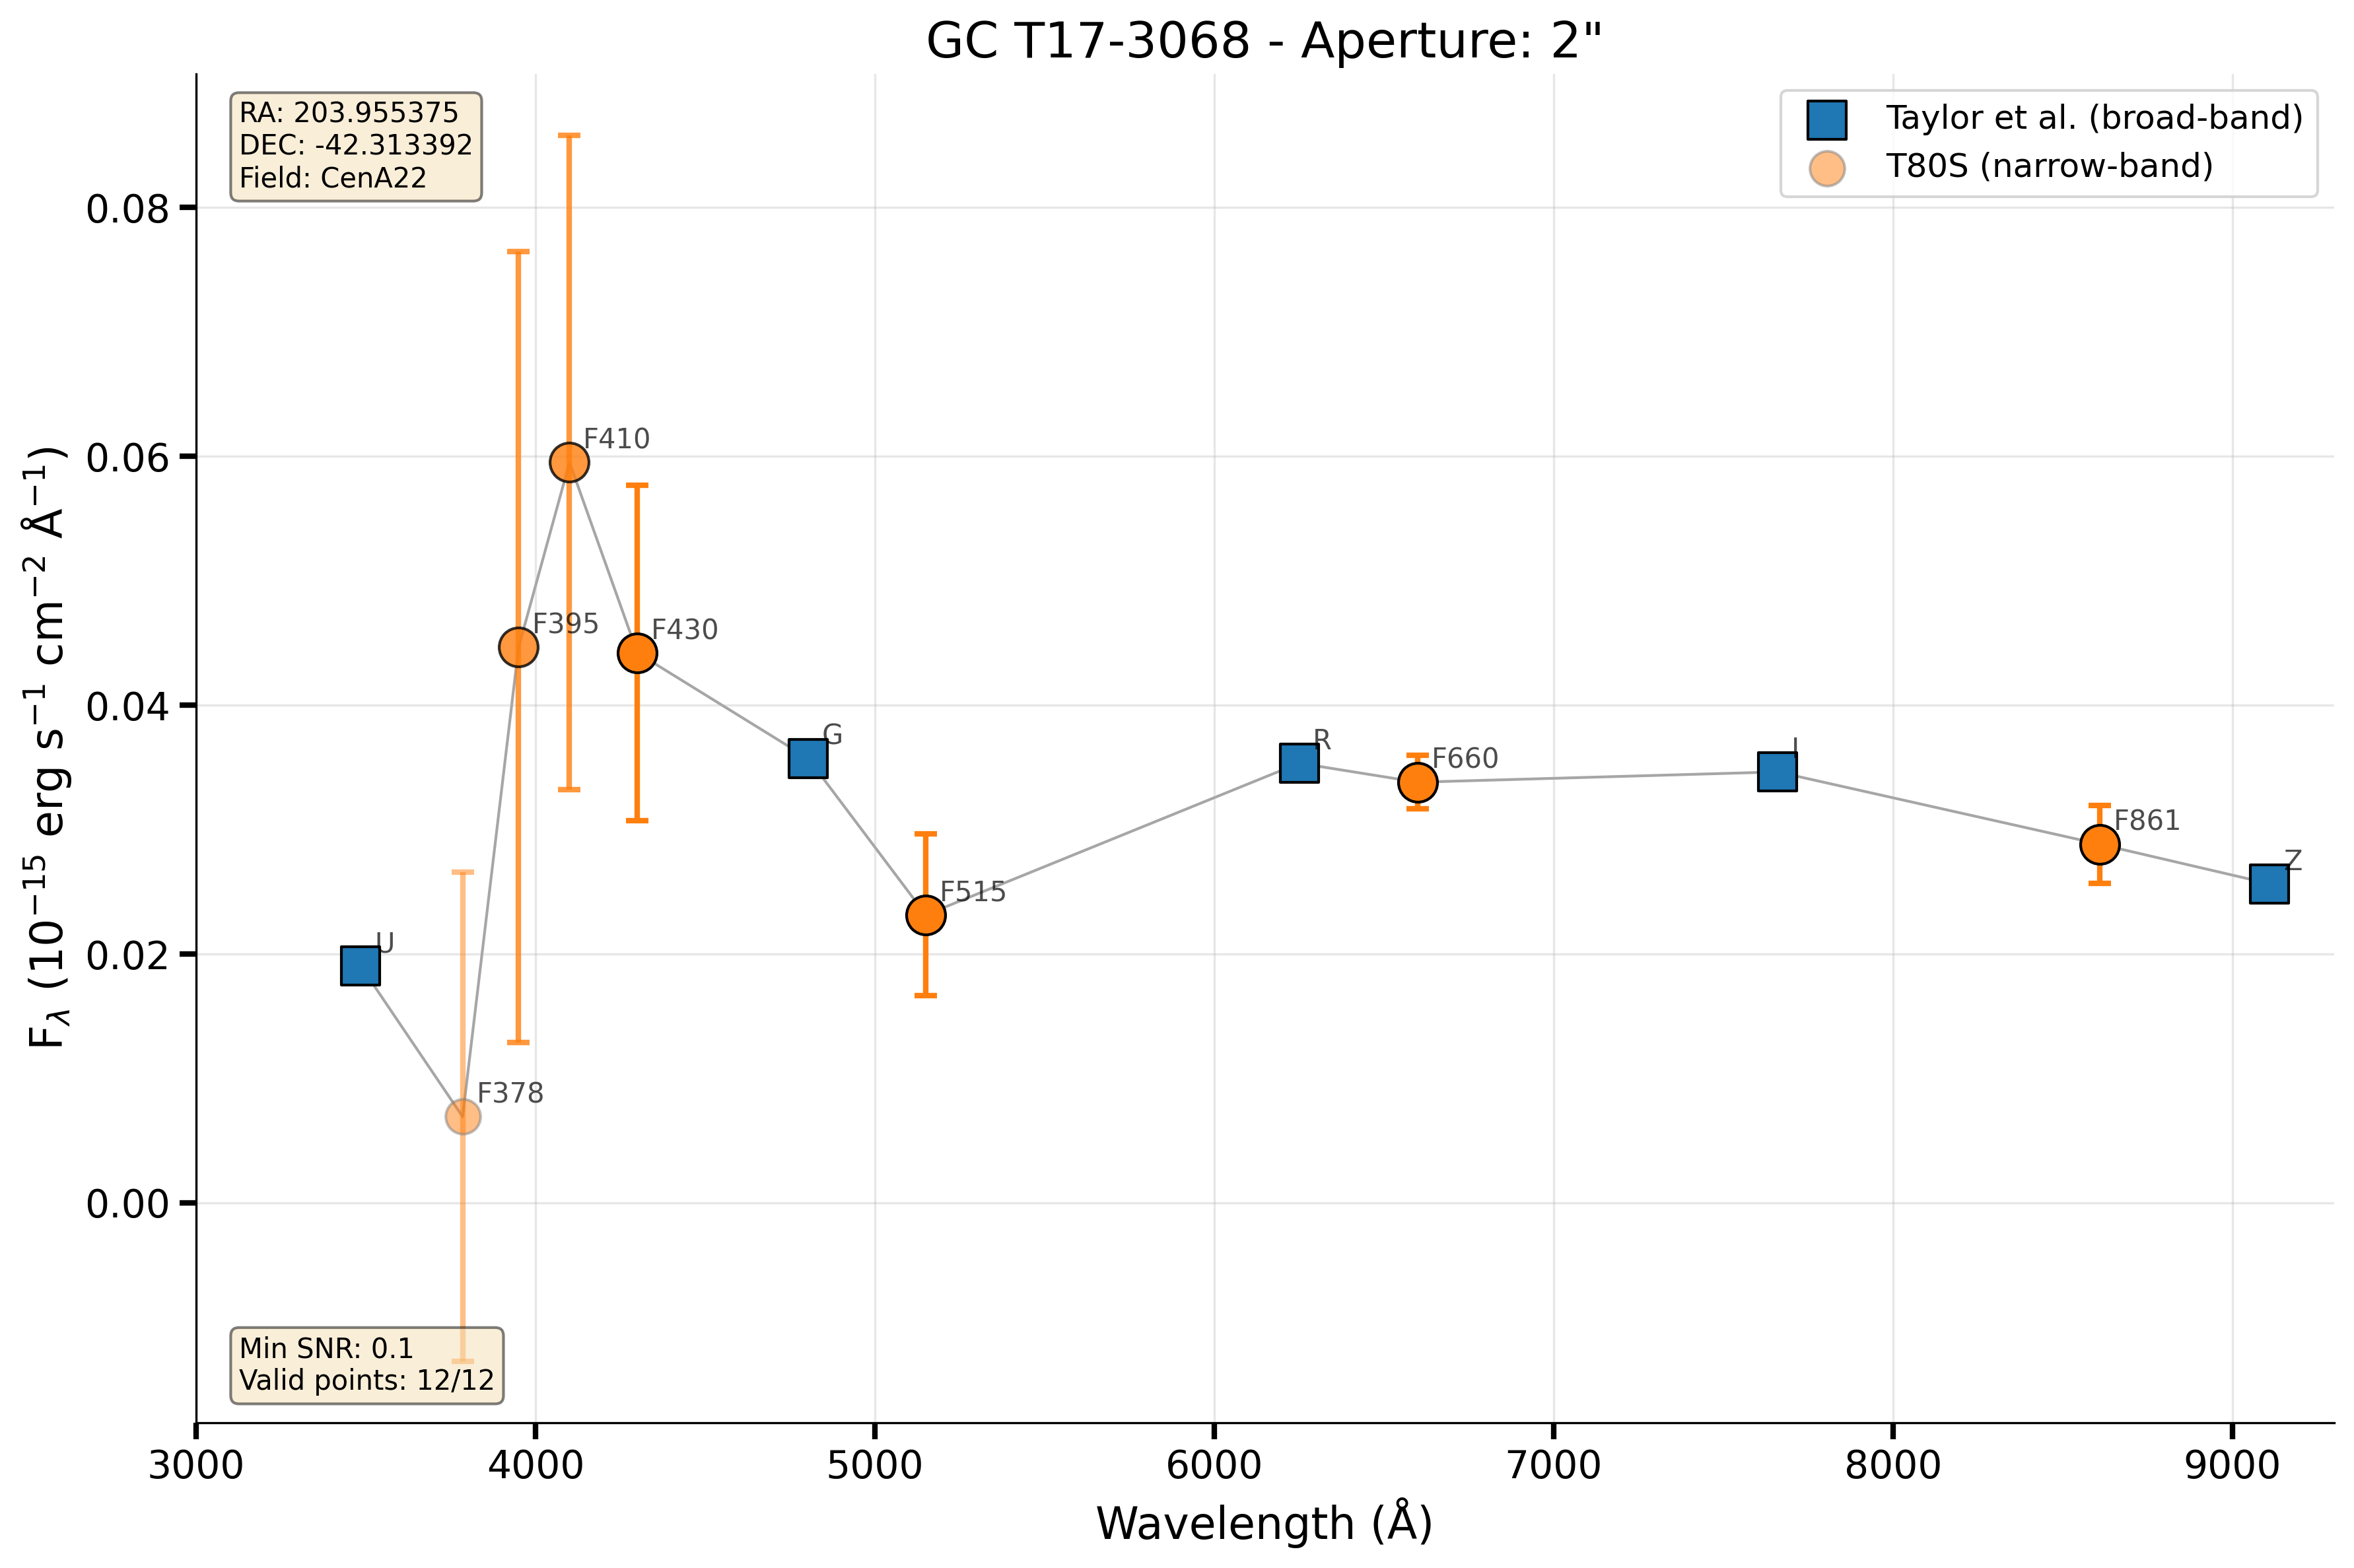 GC T17-3068 - Aperture: 2"
RA: 203.955375
DEC: -42.313392
Field: CenA22
Taylor et al. (broad-band)
T80S (narrow-band)
F$_{\lambda}$ (10$^{-15}$ erg s$^{-1}$ cm$^{-2}$ Å$^{-1}$)
0.08
0.06
0.04
0.02
0.00
U
F378
F395
F410
F430
G
F515
R
F660
I
F861
Z
Min SNR: 0.1
Valid points: 12/12
3000 4000 5000 6000 7000 8000 9000
Wavelength (Å)